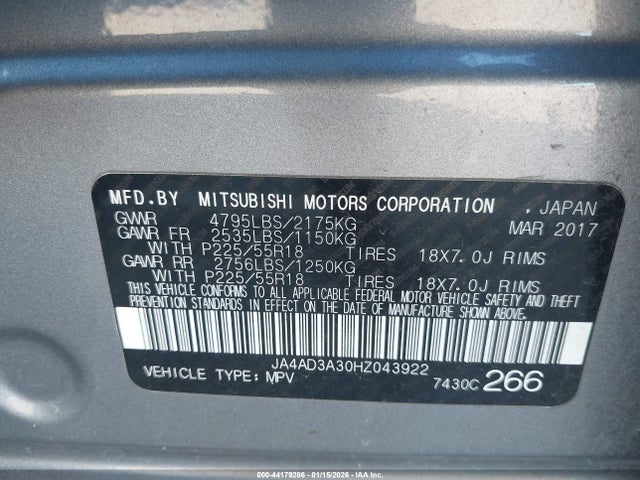 MFD.BY MITSUBISHI MOTORS CORPORATION , JAPAN
GVWR 4795LBS/2175KG MAR 2017
GAWR FR 2535LBS/1150KG
WITH P225/55R18 TIRES 18X7.0J RIMS
GAWR RR 2756LBS/1250KG
WITH P225/55R18 TIRES 18X7.0J RIMS
THIS VEHICLE CONFORMS TO ALL APPLICABLE FEDERAL MOTOR VEHICLE SAFETY AND THEFT
PREVENTION STANDARDS IN EFFECT ON THE DATE OF MANUFACTURE SHOWN ABOVE.
JA4AD3A30HZ043922
VEHICLE TYPE: MPV 7430C 266
000-44179266 - 01/15/2026 - IAA Inc.